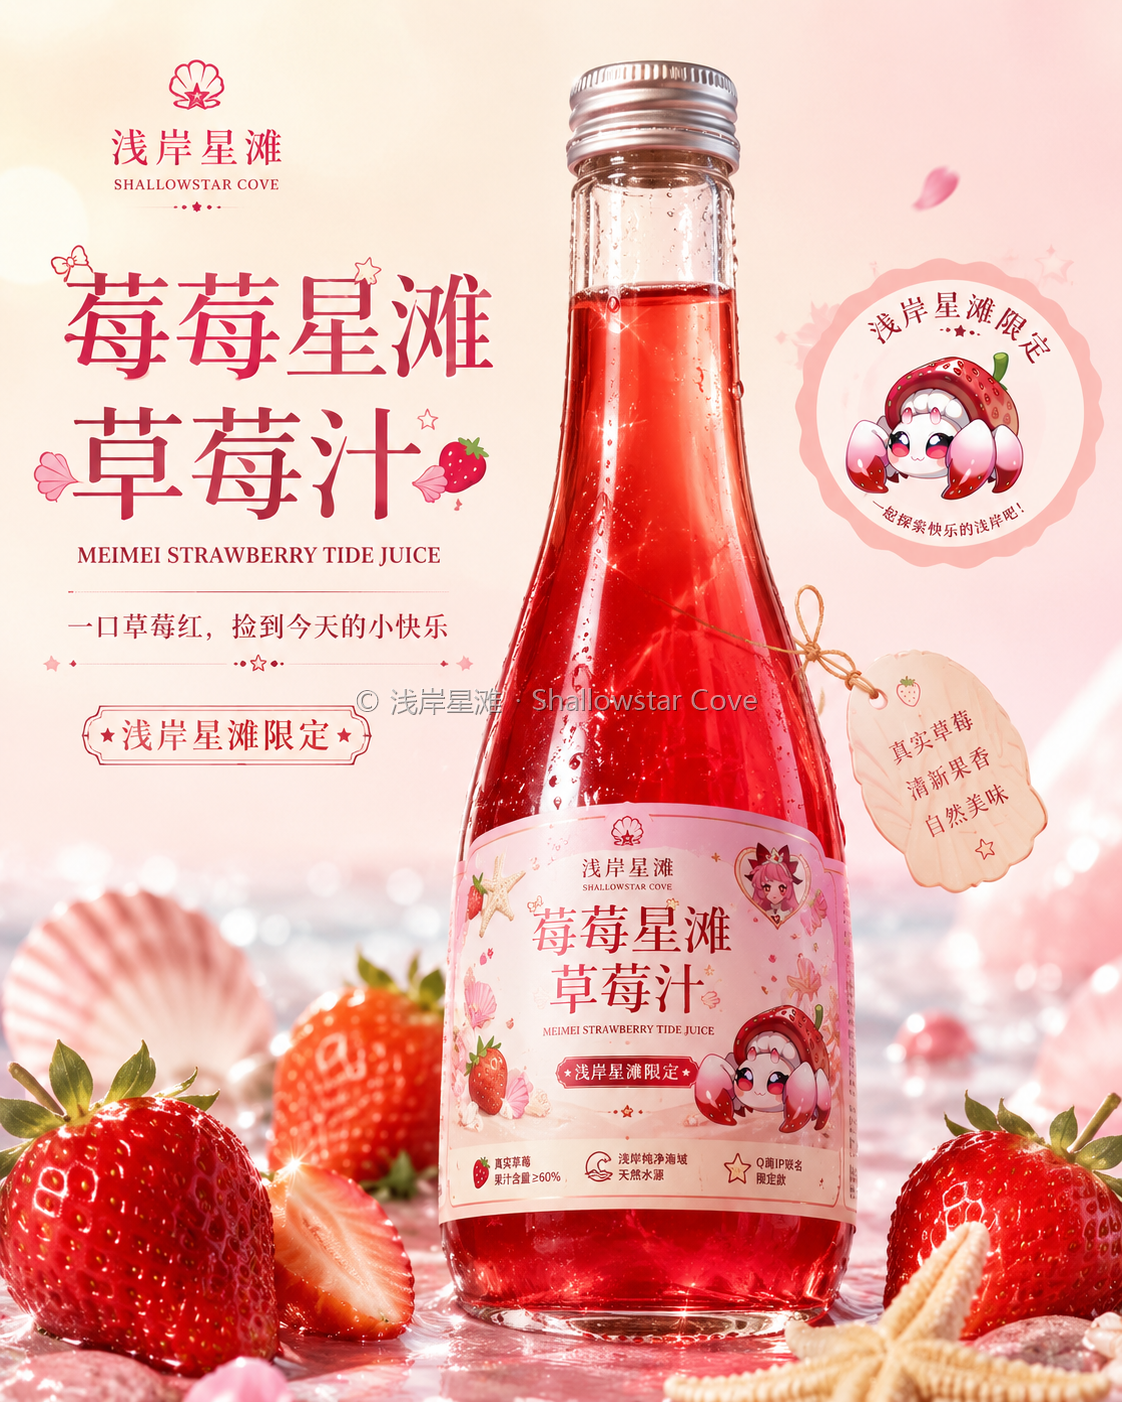 浅岸星滩
SHALLOWSTAR COVE
莓莓星滩
草莓汁
MEIMEI STRAWBERRY TIDE JUICE
一口草莓红，捡到今天的小快乐
浅岸星滩限定
浅岸星滩限定
一起探索快乐的浅岸吧！
© 浅岸星滩 · Shallowstar Cove
真实草莓
清新果香
自然美味
浅岸星滩
SHALLOWSTAR COVE
莓莓星滩
草莓汁
MEIMEI STRAWBERRY TIDE JUICE
浅岸星滩限定
真实草莓
果汁含量 ≥60%
浅岸纯净海域
天然水源
Q萌IP联名
限定款